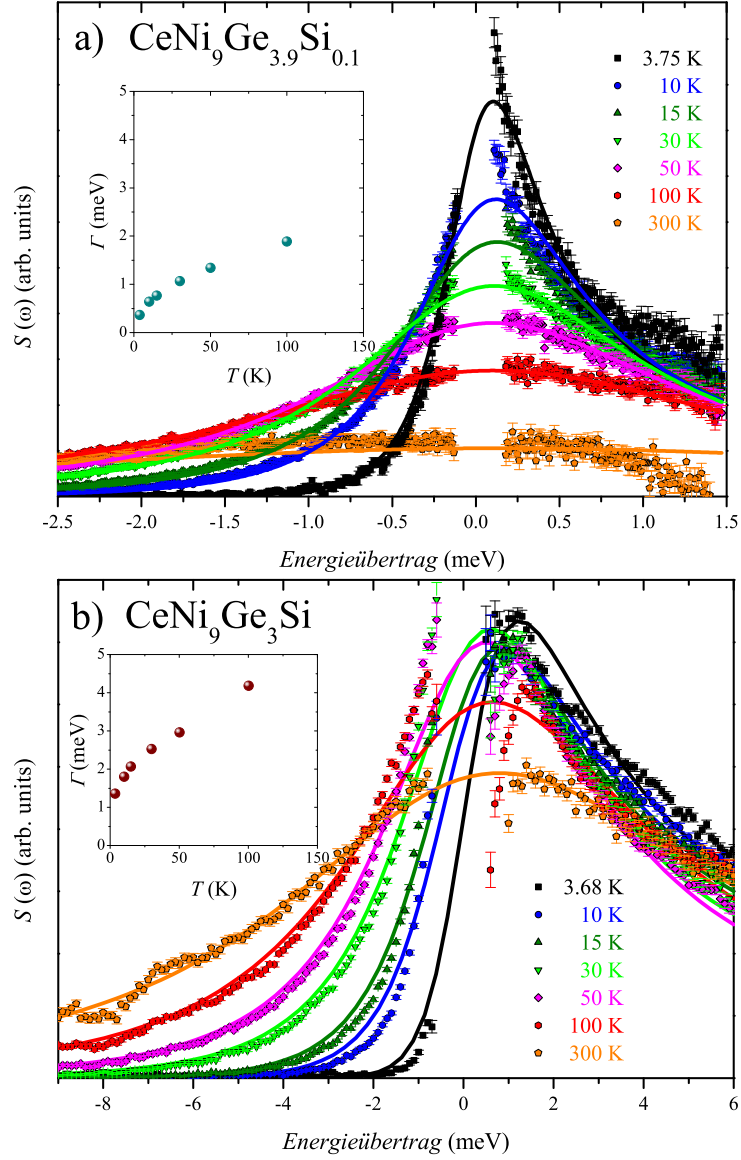 a) CeNi9Ge3.9Si0.1
3.75 K
10 K
15 K
30 K
50 K
100 K
300 K
5
4
3
2
1
0
Γ (meV)
0 50 100 150
T (K)
S (ω) (arb. units)
-2.5 -2.0 -1.5 -1.0 -0.5 0.0 0.5 1.0 1.5
Energieübertrag (meV)
b) CeNi9Ge3Si
5
4
3
2
1
0
Γ (meV)
0 50 100 150
T (K)
S (ω) (arb. units)
3.68 K
10 K
15 K
30 K
50 K
100 K
300 K
-8 -6 -4 -2 0 2 4 6
Energieübertrag (meV)